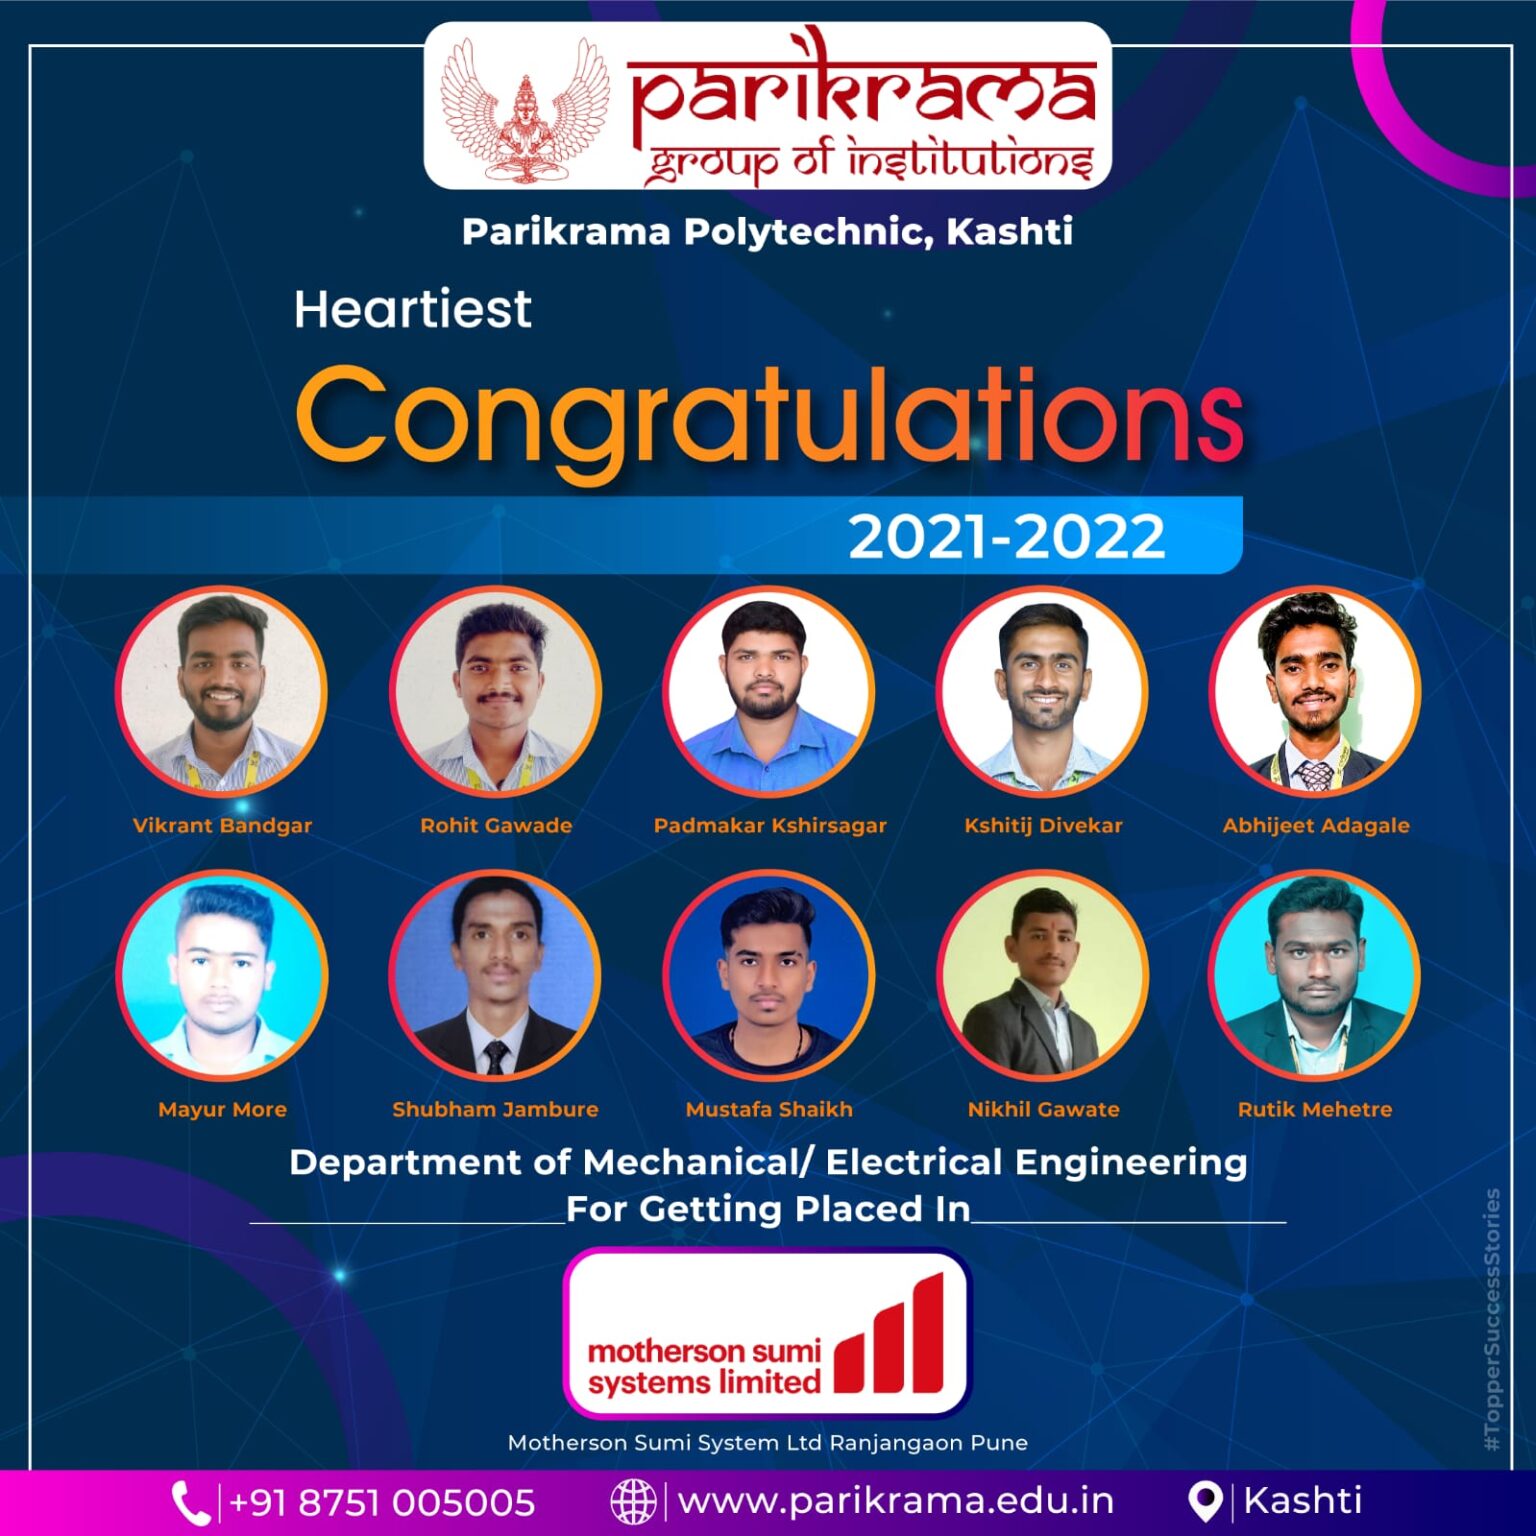 parikrama
group of institutions
Parikrama Polytechnic, Kashti
Heartiest
Congratulations
2021-2022
Vikrant Bandgar
Rohit Gawade
Padmakar Kshirsagar
Kshitij Divekar
Abhijeet Adagale
Mayur More
Shubham Jambure
Mustafa Shaikh
Nikhil Gawate
Rutik Mehetre
Department of Mechanical/ Electrical Engineering
For Getting Placed In
motherson sumi
systems limited
Motherson Sumi System Ltd Ranjangaon Pune
#TopperSuccessStories
+91 8751 005005
www.parikrama.edu.in
Kashti